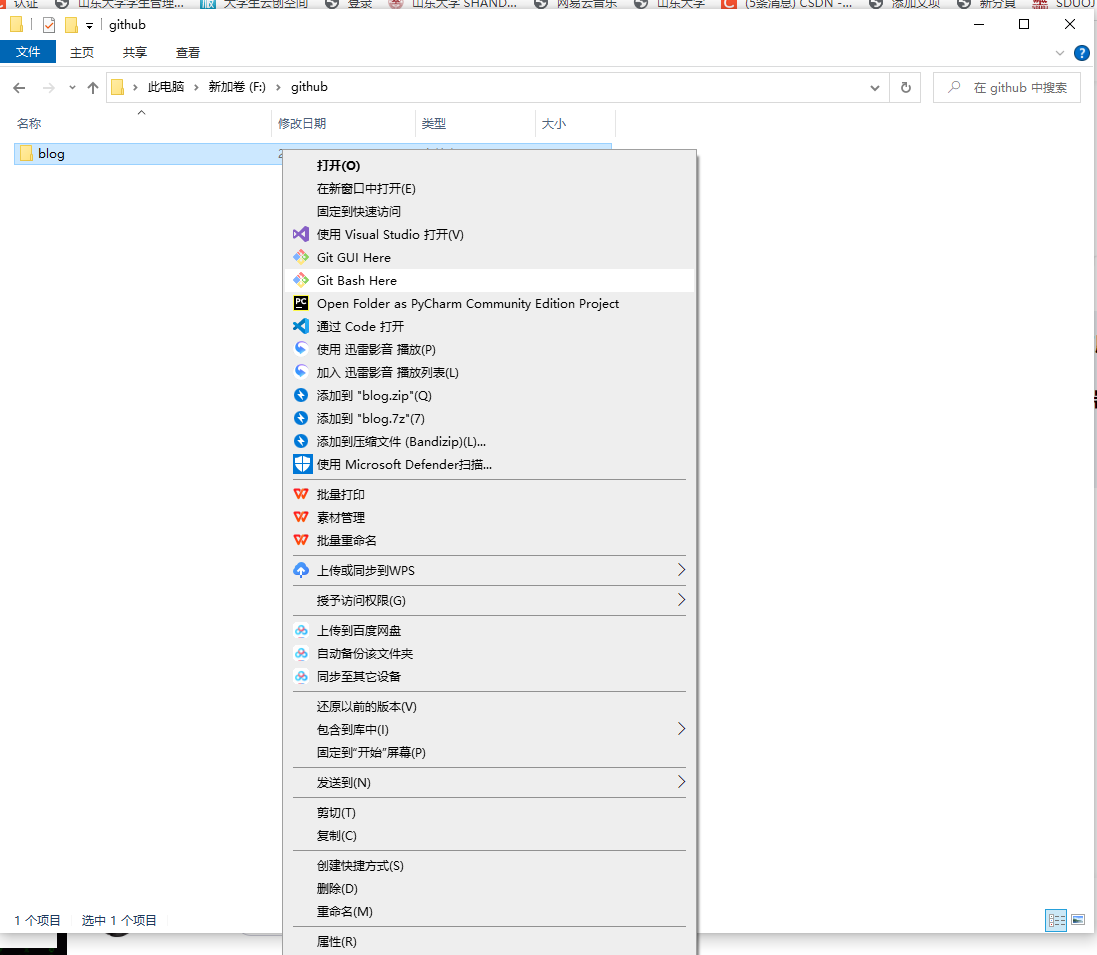 认证
山东大学学生管理...
大学生云创空间
登录
山东大学 SHAND...
网易云音乐
山东大学
(5条消息) CSDN -...
添加文项
新分頁
SDUOJ
github
文件 主页 共享 查看
此电脑 > 新加卷 (F:) > github
在 github 中搜索
名称 修改日期 类型 大小
blog
打开(O)
在新窗口中打开(E)
固定到快速访问
使用 Visual Studio 打开(V)
Git GUI Here
Git Bash Here
Open Folder as PyCharm Community Edition Project
通过 Code 打开
使用 迅雷影音 播放(P)
加入 迅雷影音 播放列表(L)
添加到 "blog.zip"(Q)
添加到 "blog.7z"(7)
添加到压缩文件 (Bandizip)(L)...
使用 Microsoft Defender扫描...
批量打印
素材管理
批量重命名
上传或同步到WPS
授予访问权限(G)
上传到百度网盘
自动备份该文件夹
同步至其它设备
还原以前的版本(V)
包含到库中(I)
固定到"开始"屏幕(P)
发送到(N)
剪切(T)
复制(C)
创建快捷方式(S)
删除(D)
重命名(M)
属性(R)
1 个项目 选中 1 个项目